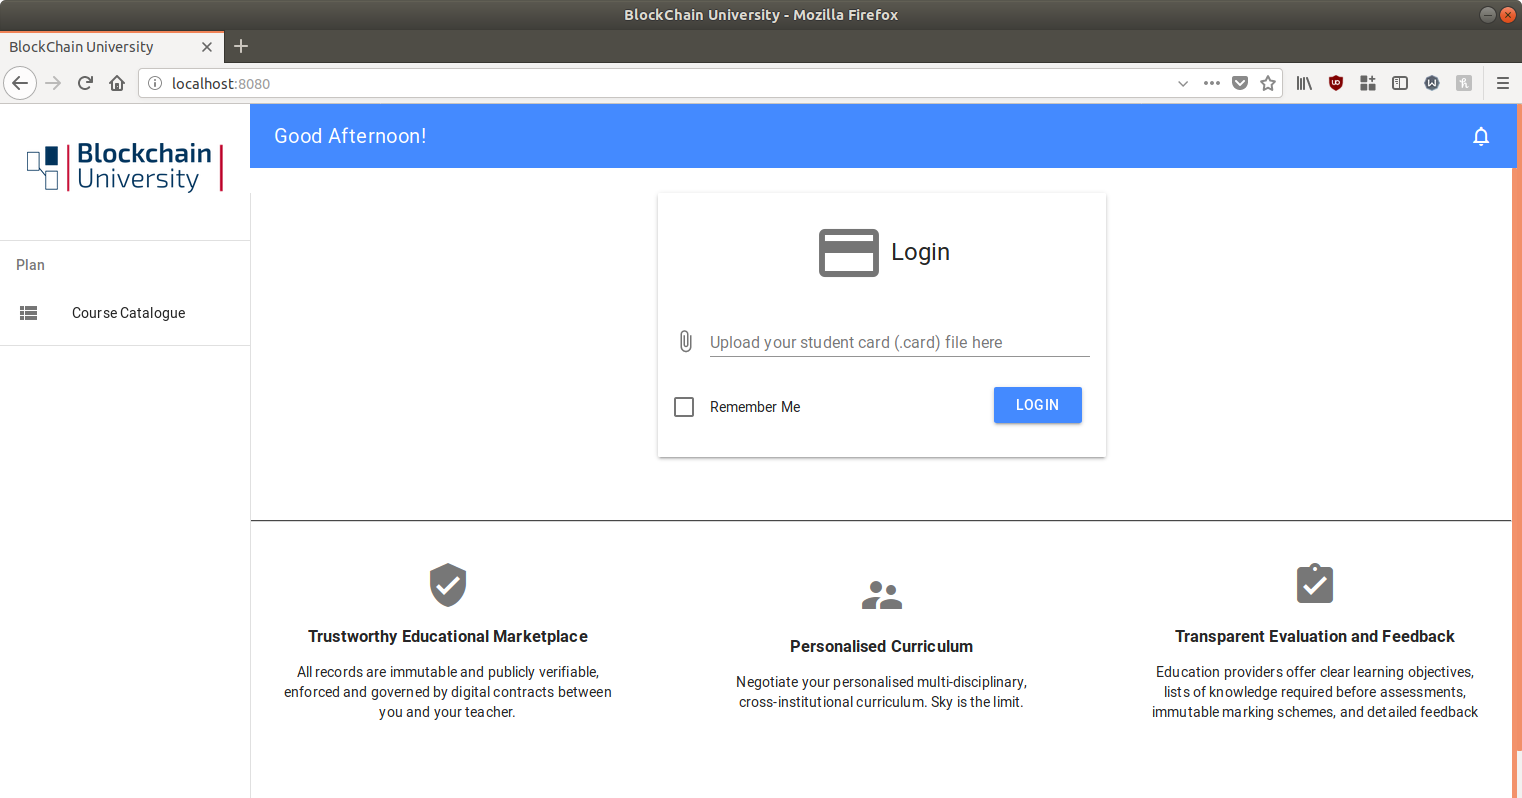 BlockChain University - Mozilla Firefox
BlockChain University
localhost:8080
Blockchain
University
Good Afternoon!
Plan
Course Catalogue
Login
Upload your student card (.card) file here
Remember Me
LOGIN
Trustworthy Educational Marketplace
All records are immutable and publicly verifiable,
enforced and governed by digital contracts between
you and your teacher.
Personalised Curriculum
Negotiate your personalised multi-disciplinary,
cross-institutional curriculum. Sky is the limit.
Transparent Evaluation and Feedback
Education providers offer clear learning objectives,
lists of knowledge required before assessments,
immutable marking schemes, and detailed feedback